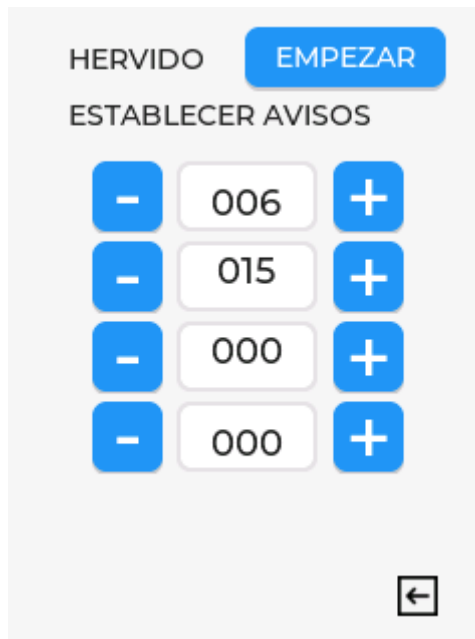 HERVIDO EMPEZAR
ESTABLECER AVISOS
- 006 +
- 015 +
- 000 +
- 000 +